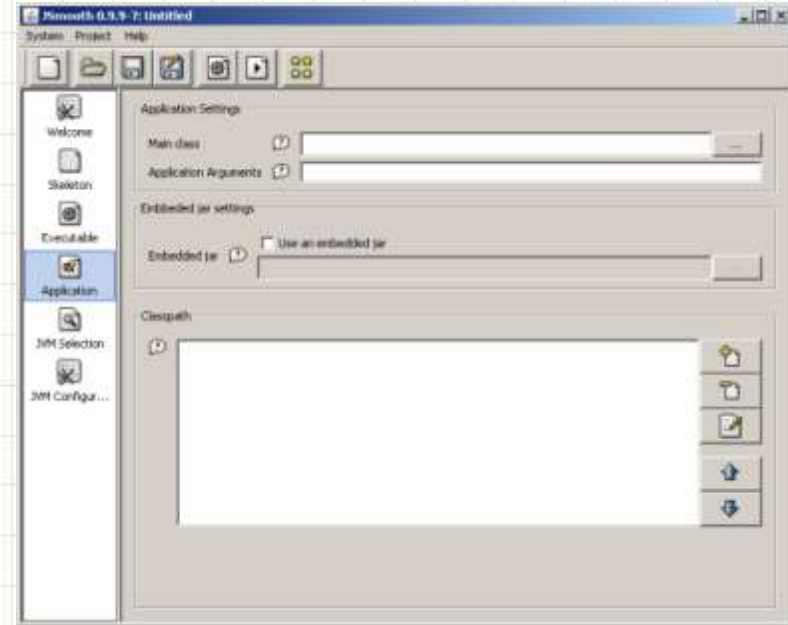 JSmooth 0.9.9-7: Untitled
System Project Help
Welcome
Skeleton
Executable
Application
JVM Selection
JVM Configur...
Application Settings
Main class
...
Application Arguments
Embbeded jar settings
Use an embedded jar
Embedded jar
...
Classpath